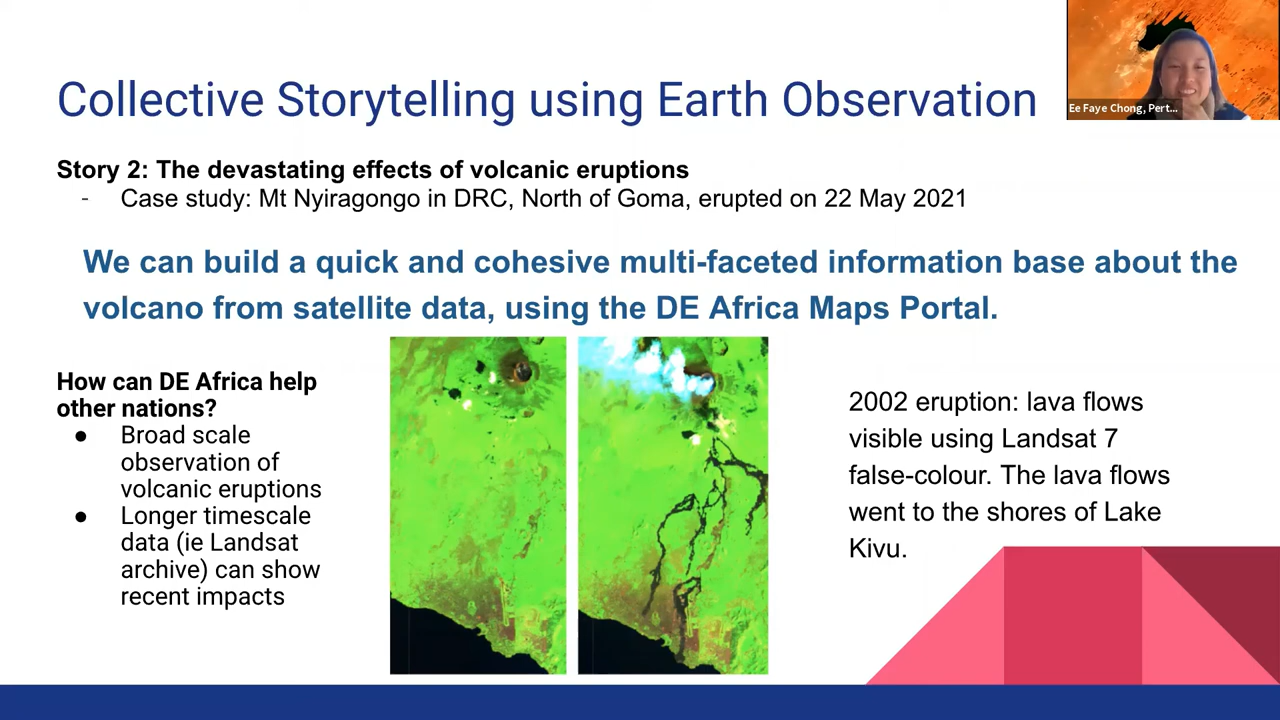 Collective Storytelling using Earth Observation
Ee Faye Chong, Pert...
Story 2: The devastating effects of volcanic eruptions
- Case study: Mt Nyiragongo in DRC, North of Goma, erupted on 22 May 2021
We can build a quick and cohesive multi-faceted information base about the
volcano from satellite data, using the DE Africa Maps Portal.
How can DE Africa help
other nations?
● Broad scale
observation of
volcanic eruptions
● Longer timescale
data (ie Landsat
archive) can show
recent impacts
2002 eruption: lava flows
visible using Landsat 7
false-colour. The lava flows
went to the shores of Lake
Kivu.